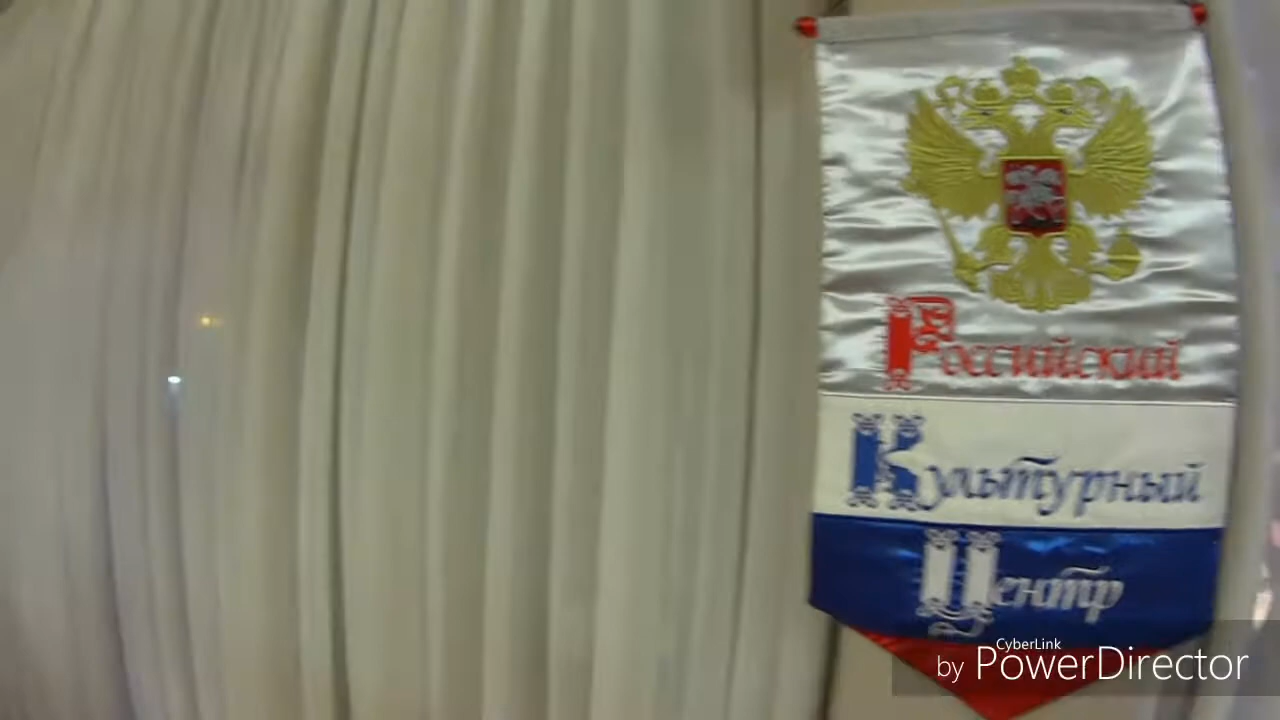 Российский
Культурный
Центр
CyberLink
by PowerDirector